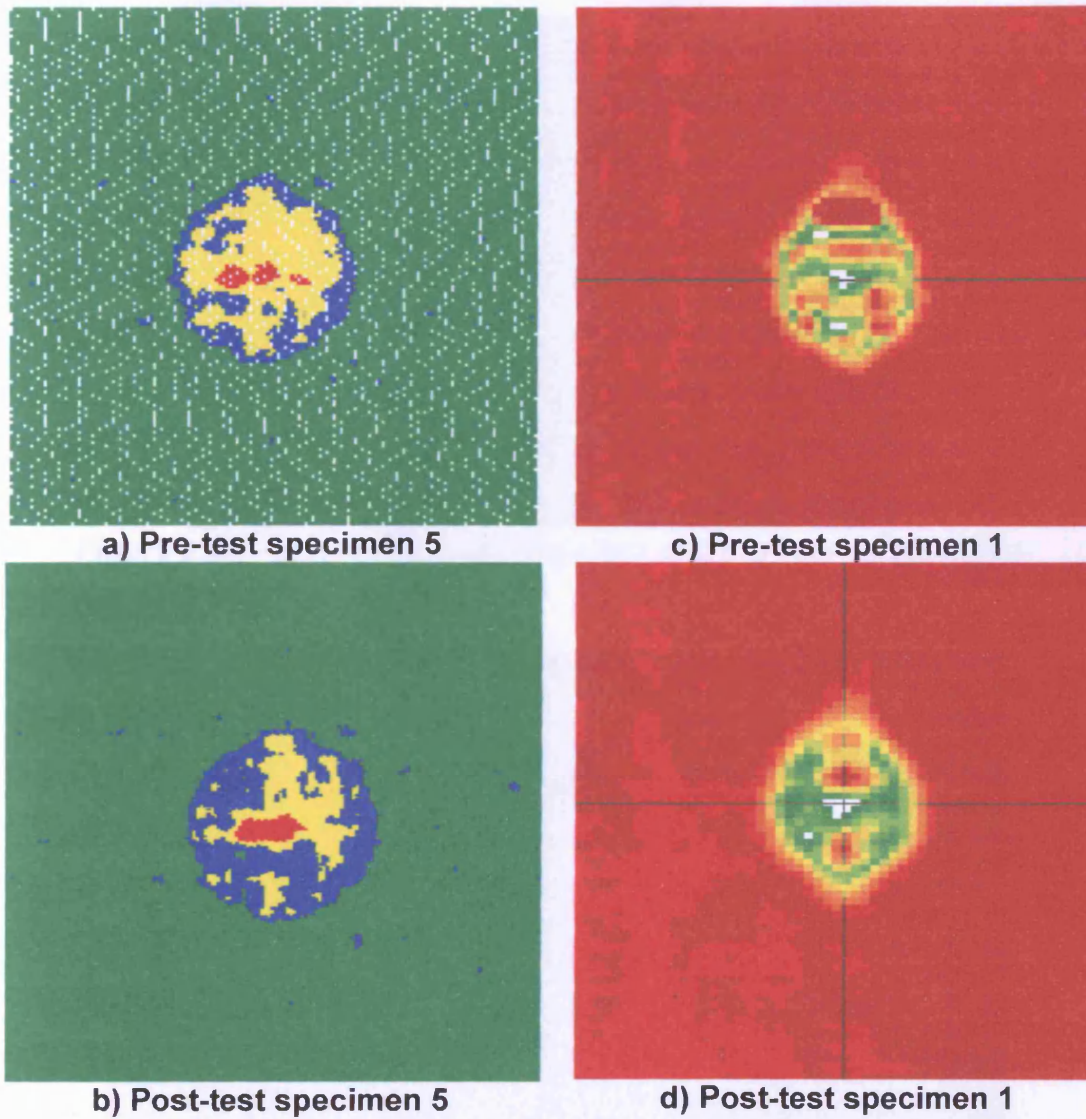 a) Pre-test specimen 5
c) Pre-test specimen 1
b) Post-test specimen 5
d) Post-test specimen 1